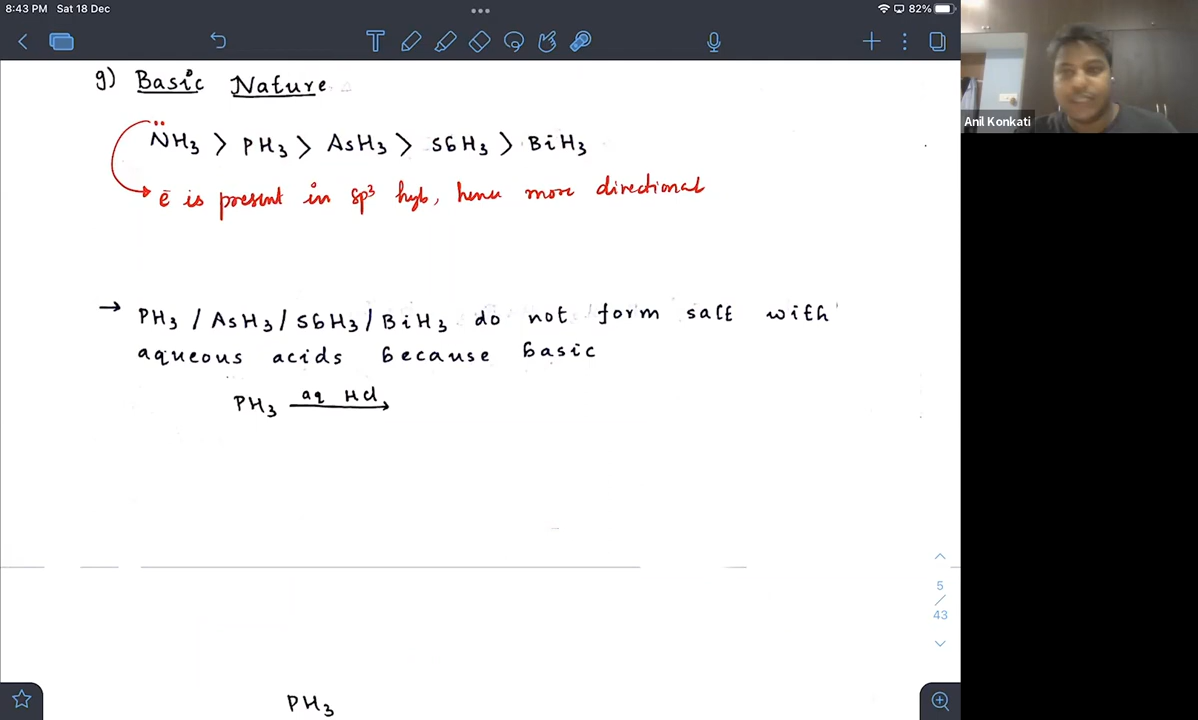 8:43 PM Sat 18 Dec
82%
T
Anil Konkati
g) Basic Nature
NH3 > PH3 > AsH3 > SbH3 > BiH3
ē is present in sp³ hyb, hence more directional
→ PH3 / AsH3 / SbH3 / BiH3 do not form salt with
aqueous acids because basic
PH3 aq HCl →
5
/
43
PH3